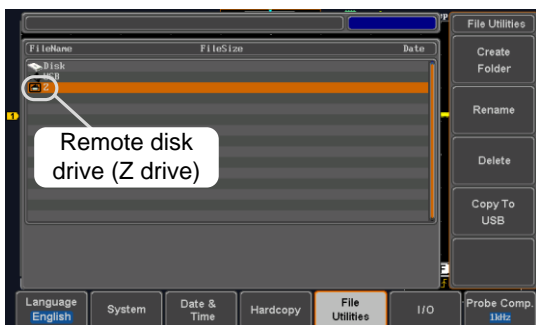 File Utilities
FileName FileSize Date
Disk
USB
Z
1
Remote disk
drive (Z drive)
Create
Folder
Rename
Delete
Copy To
USB
F
Language
English
System
Date &
Time
Hardcopy
File
Utilities
I/O
Probe Comp.
1kHz